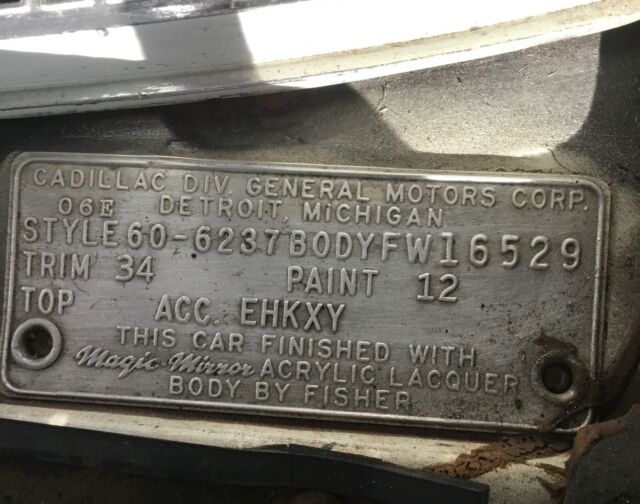 CADILLAC DIV. GENERAL MOTORS CORP.
06E DETROIT, MiCHIGAN
STYLE 60-6237 BODY FW16529
TRIM 34 PAINT 12
TOP ACC. EHKXY
THIS CAR FINISHED WITH
Magic-Mirror ACRYLIC LACQUER
BODY BY FISHER